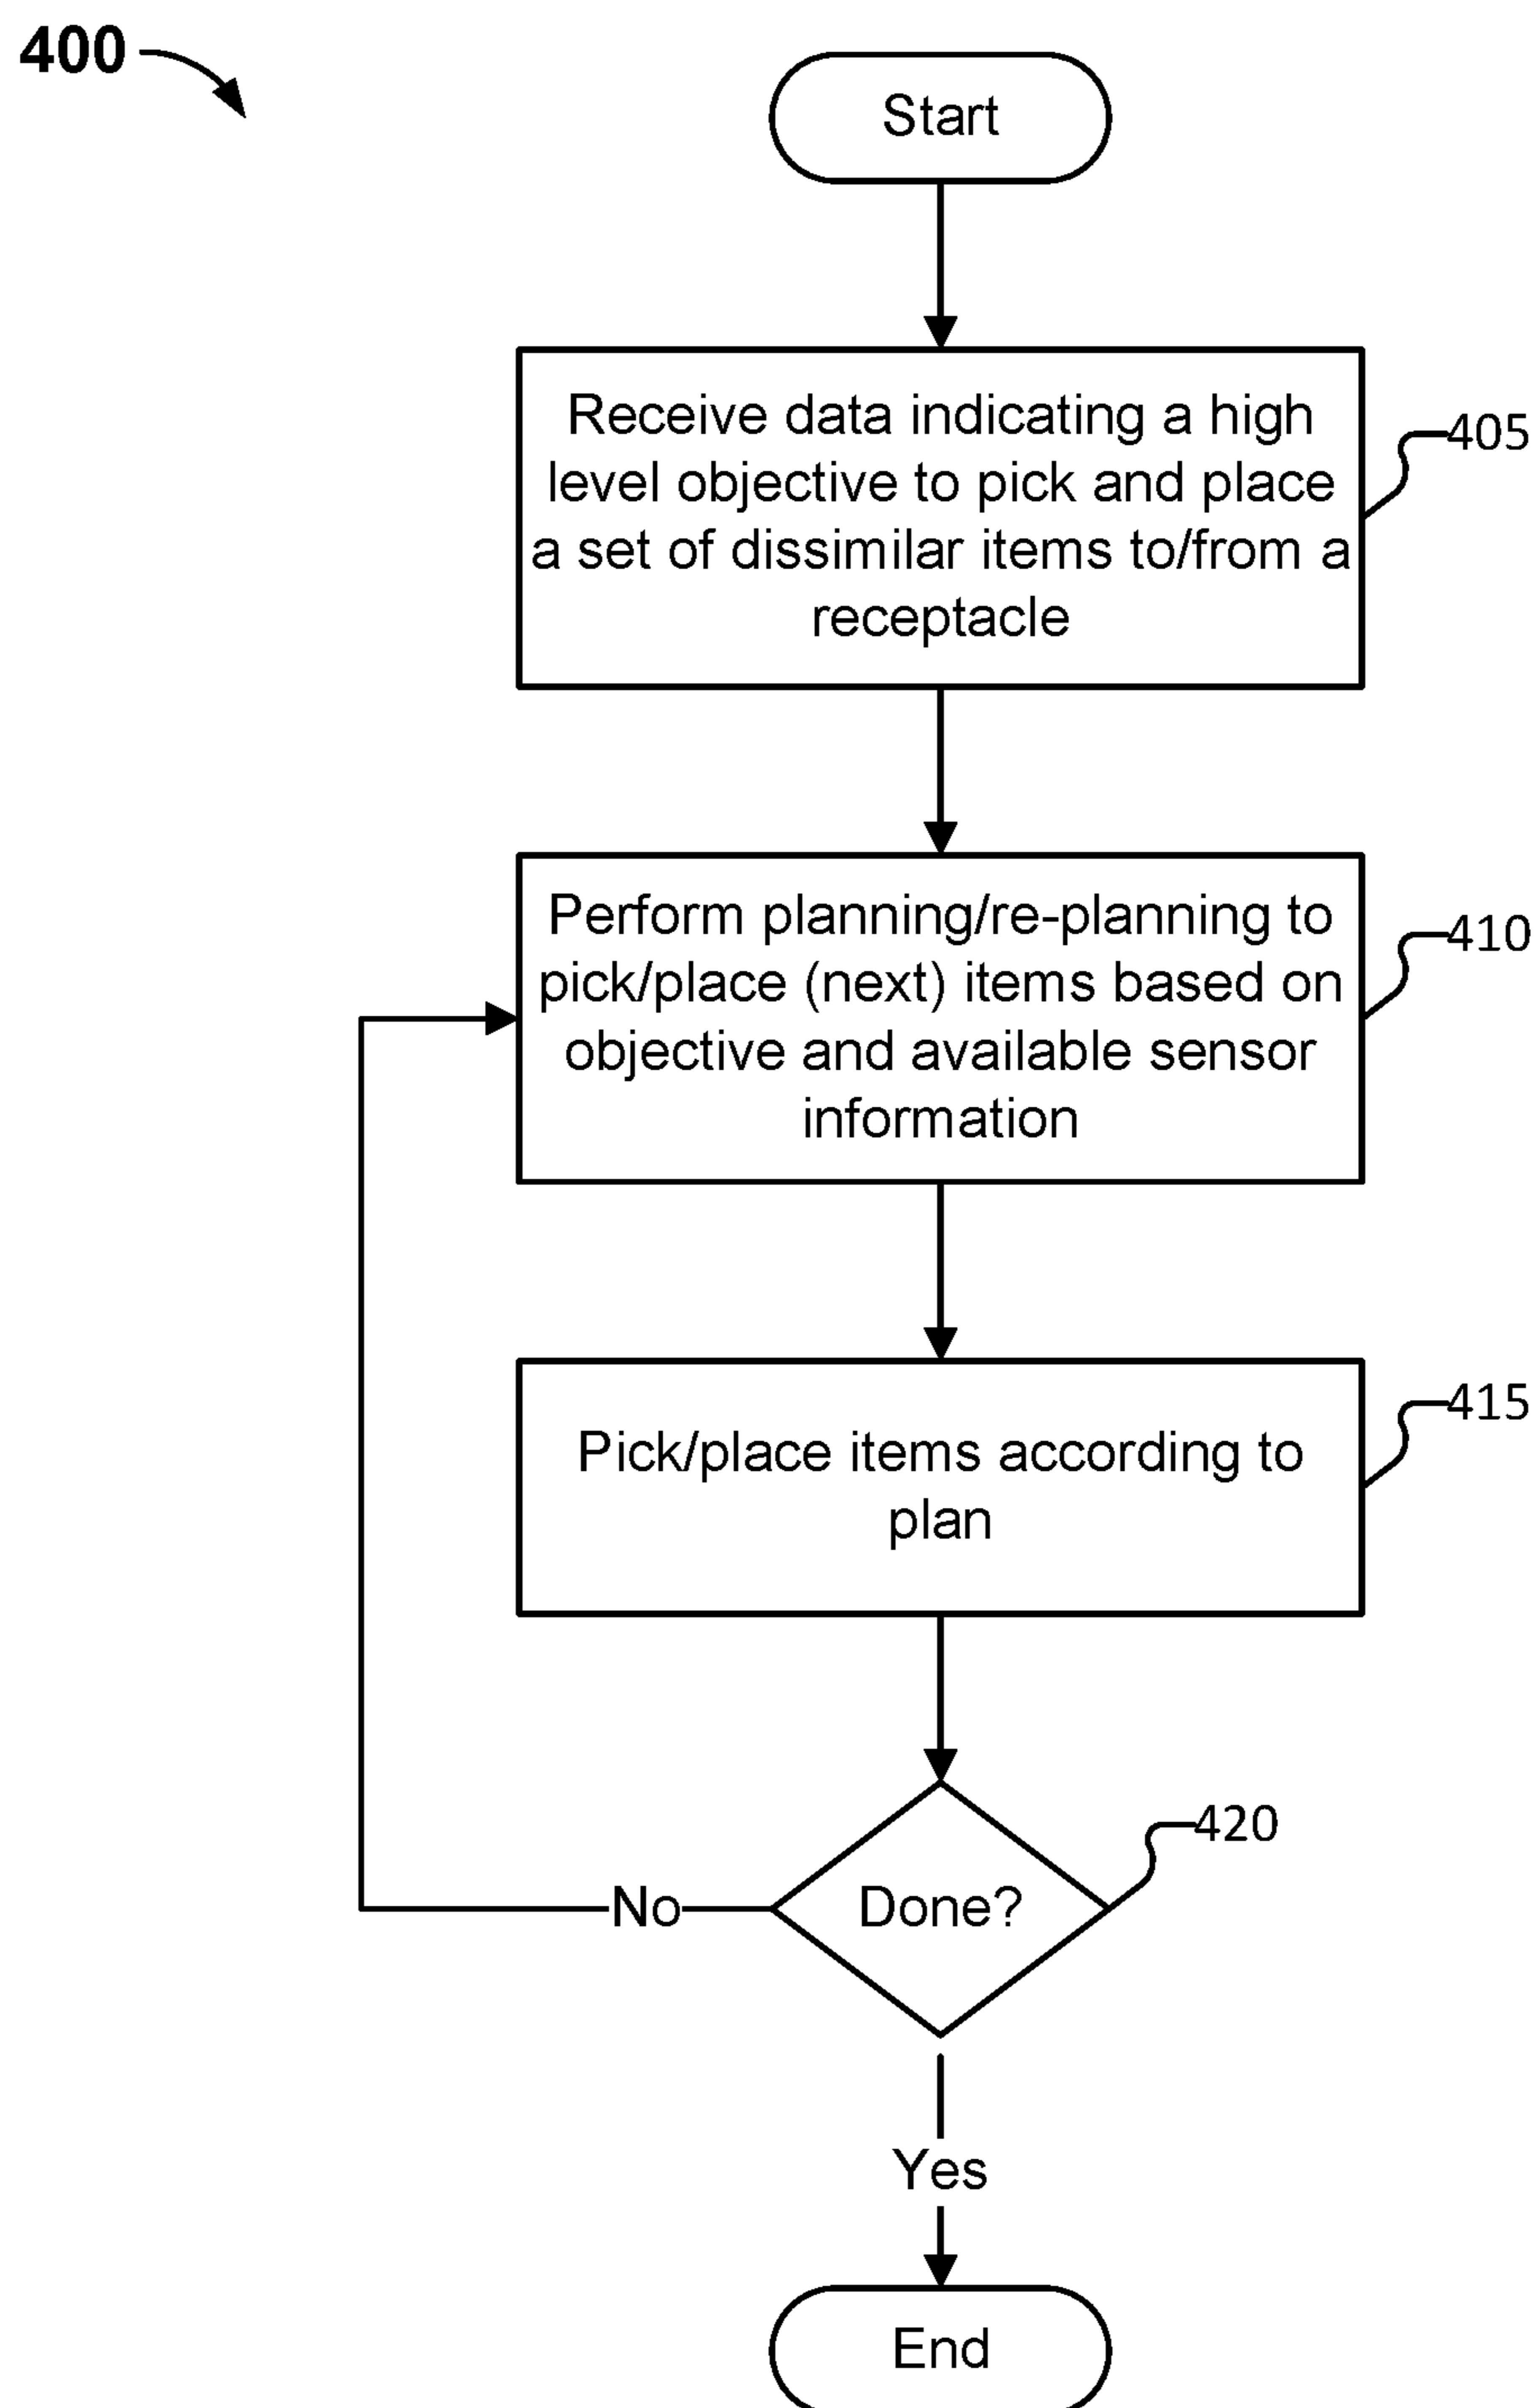 400
Start
Receive data indicating a high
level objective to pick and place
a set of dissimilar items to/from a
receptacle
405
Perform planning/re-planning to
pick/place (next) items based on
objective and available sensor
information
410
Pick/place items according to
plan
415
Done?
420
No
Yes
End